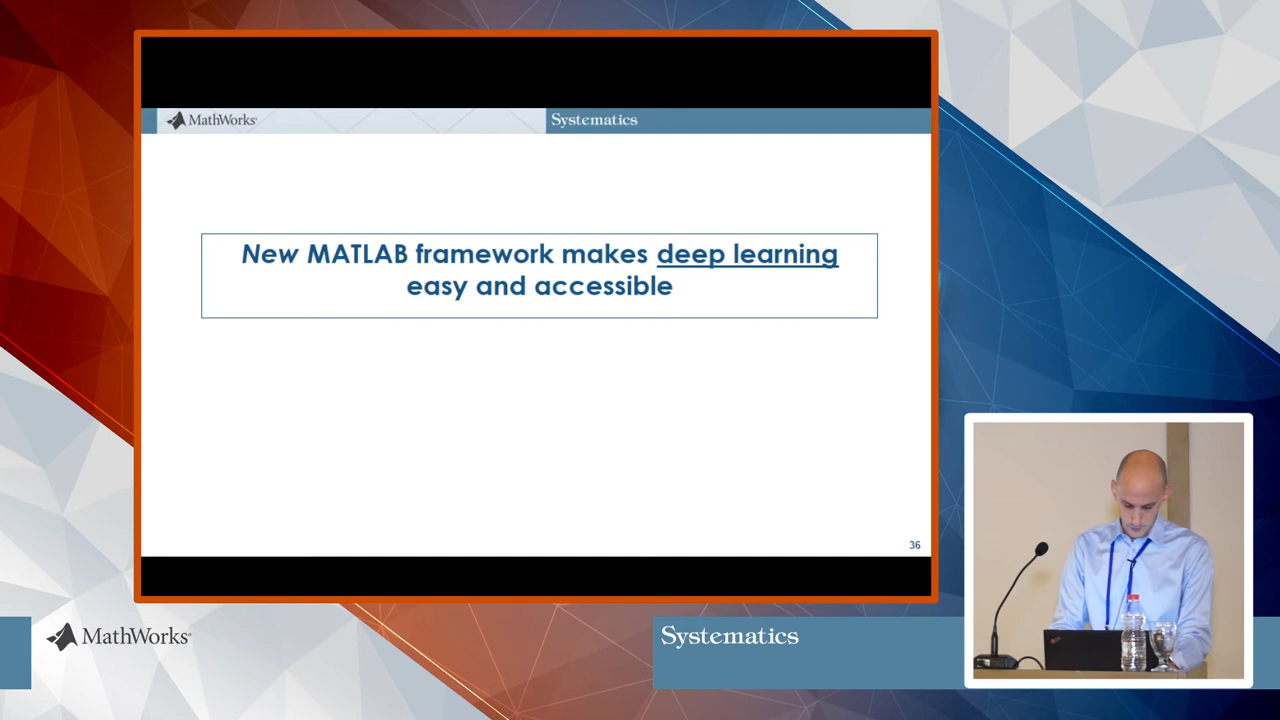 MathWorks
Systematics
New MATLAB framework makes deep learning
easy and accessible
36
MathWorks
Systematics